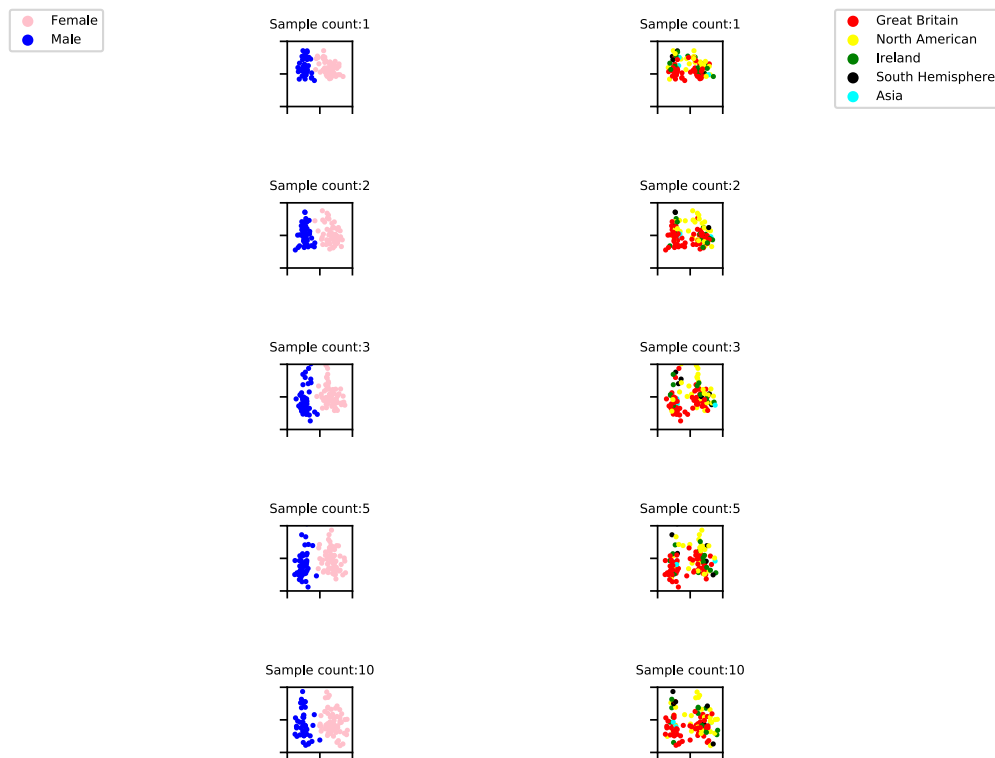 Female
Male
Sample count:1
Sample count:1
Great Britain
North American
Ireland
South Hemisphere
Asia
Sample count:2
Sample count:2
Sample count:3
Sample count:3
Sample count:5
Sample count:5
Sample count:10
Sample count:10